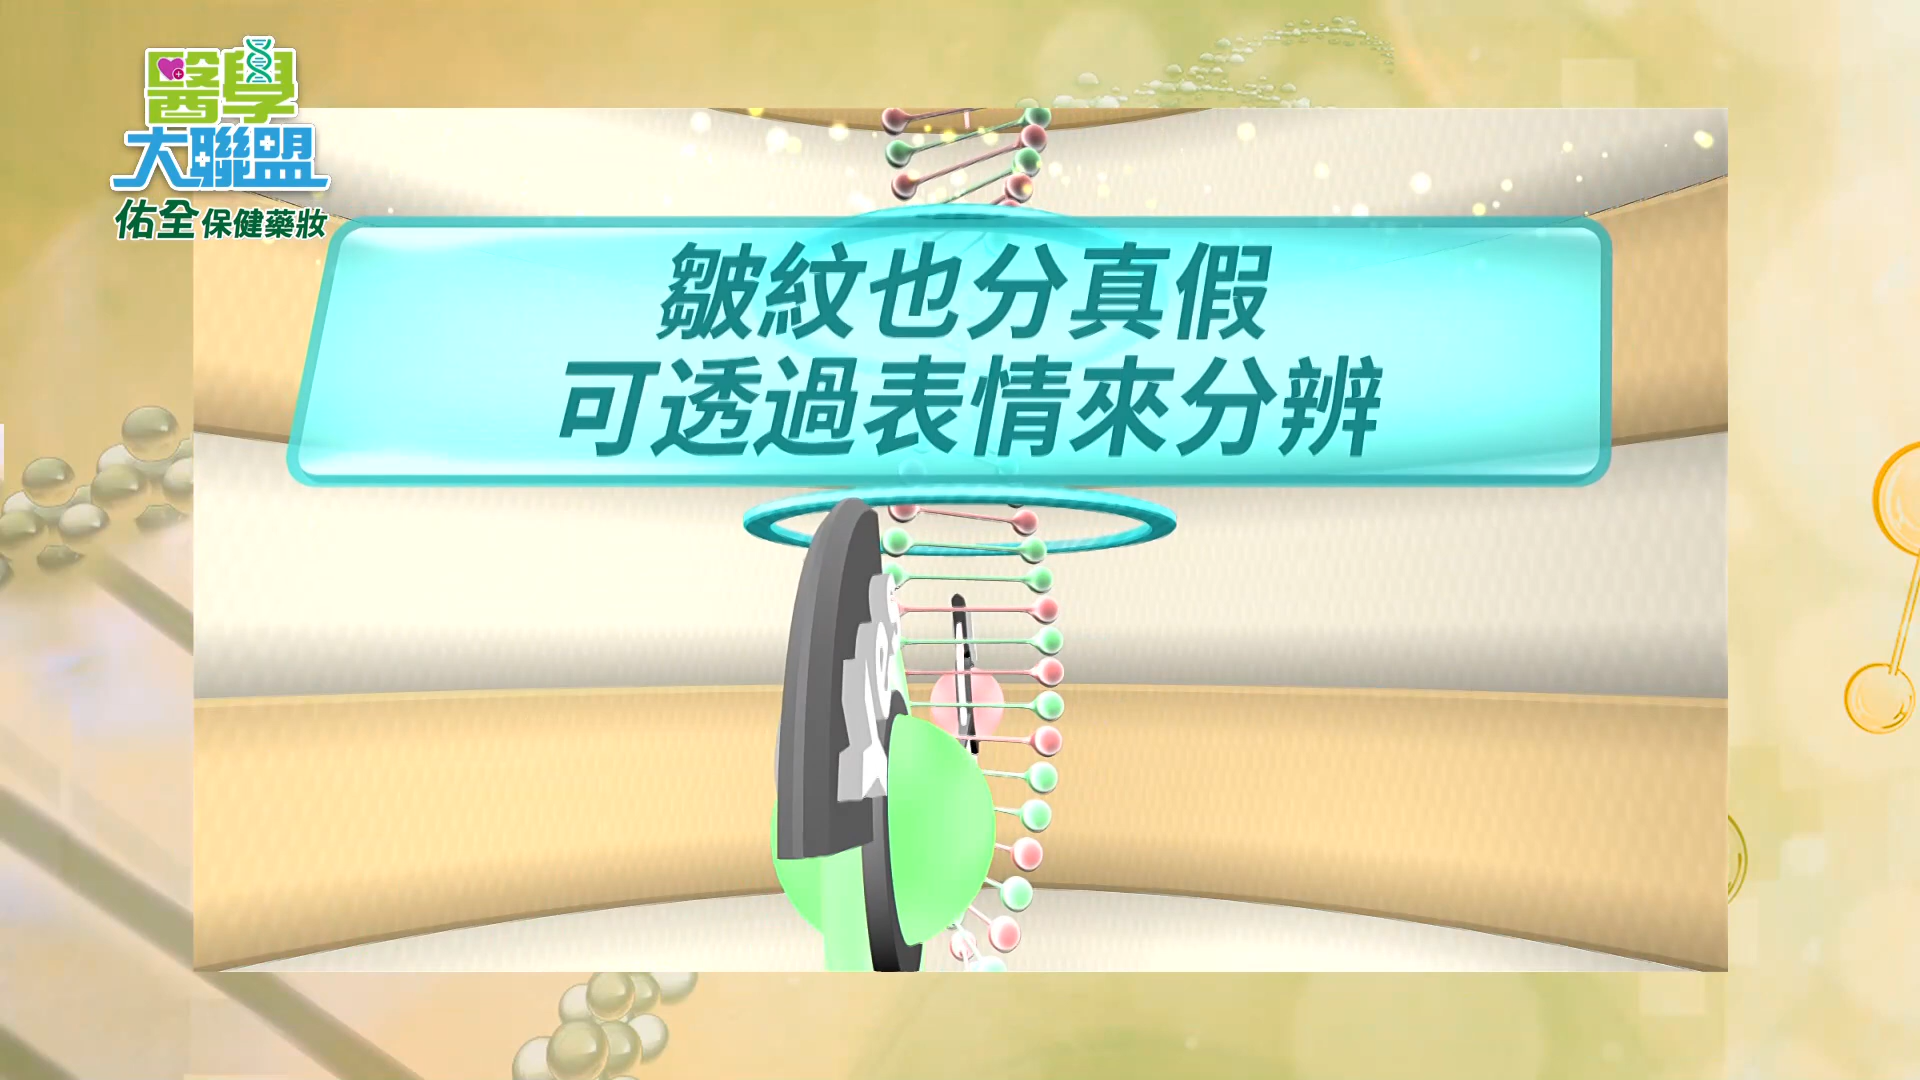 醫學
大聯盟
佑全保健藥妝
皺紋也分真假
可透過表情來分辨